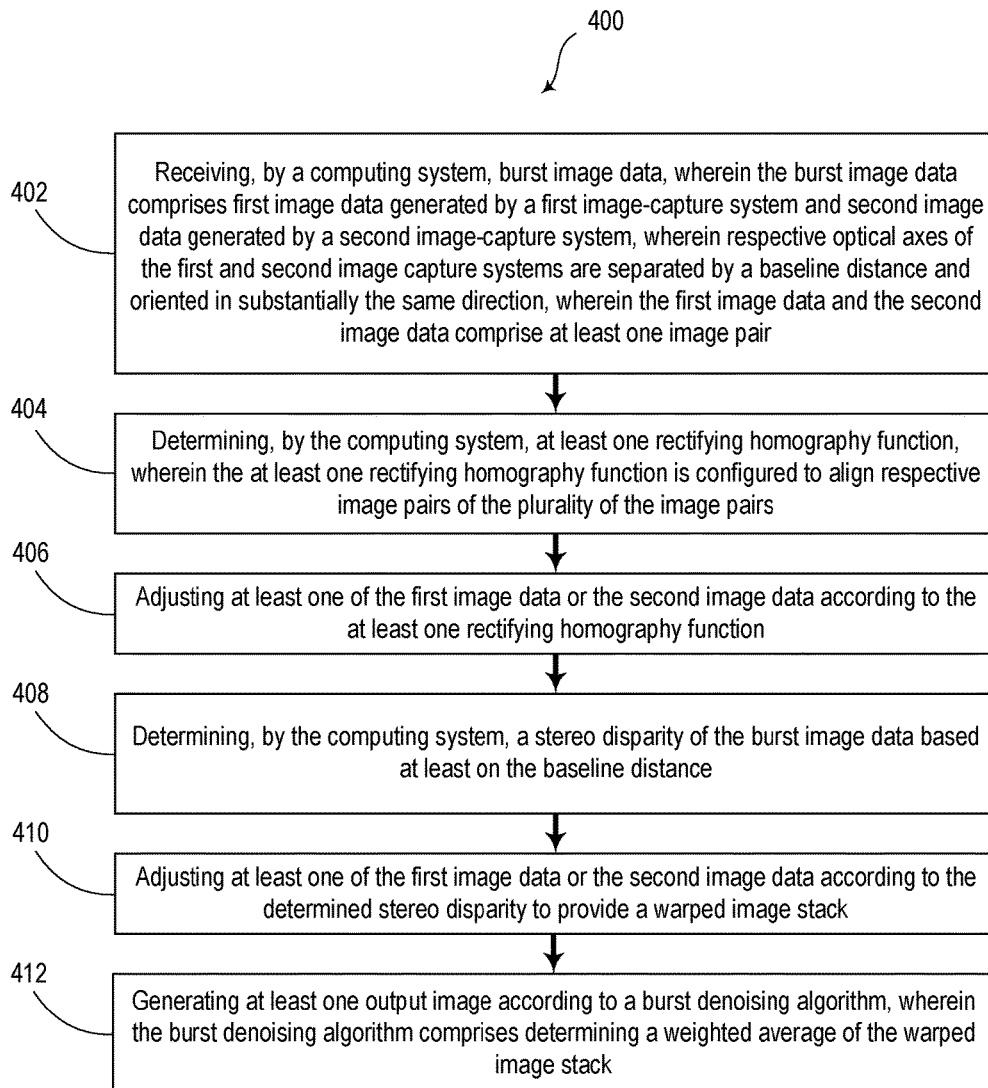 400
402
Receiving, by a computing system, burst image data, wherein the burst image data
comprises first image data generated by a first image-capture system and second image
data generated by a second image-capture system, wherein respective optical axes of
the first and second image capture systems are separated by a baseline distance and
oriented in substantially the same direction, wherein the first image data and the second
image data comprise at least one image pair
404
Determining, by the computing system, at least one rectifying homography function,
wherein the at least one rectifying homography function is configured to align respective
image pairs of the plurality of the image pairs
406
Adjusting at least one of the first image data or the second image data according to the
at least one rectifying homography function
408
Determining, by the computing system, a stereo disparity of the burst image data based
at least on the baseline distance
410
Adjusting at least one of the first image data or the second image data according to the
determined stereo disparity to provide a warped image stack
412
Generating at least one output image according to a burst denoising algorithm, wherein
the burst denoising algorithm comprises determining a weighted average of the warped
image stack